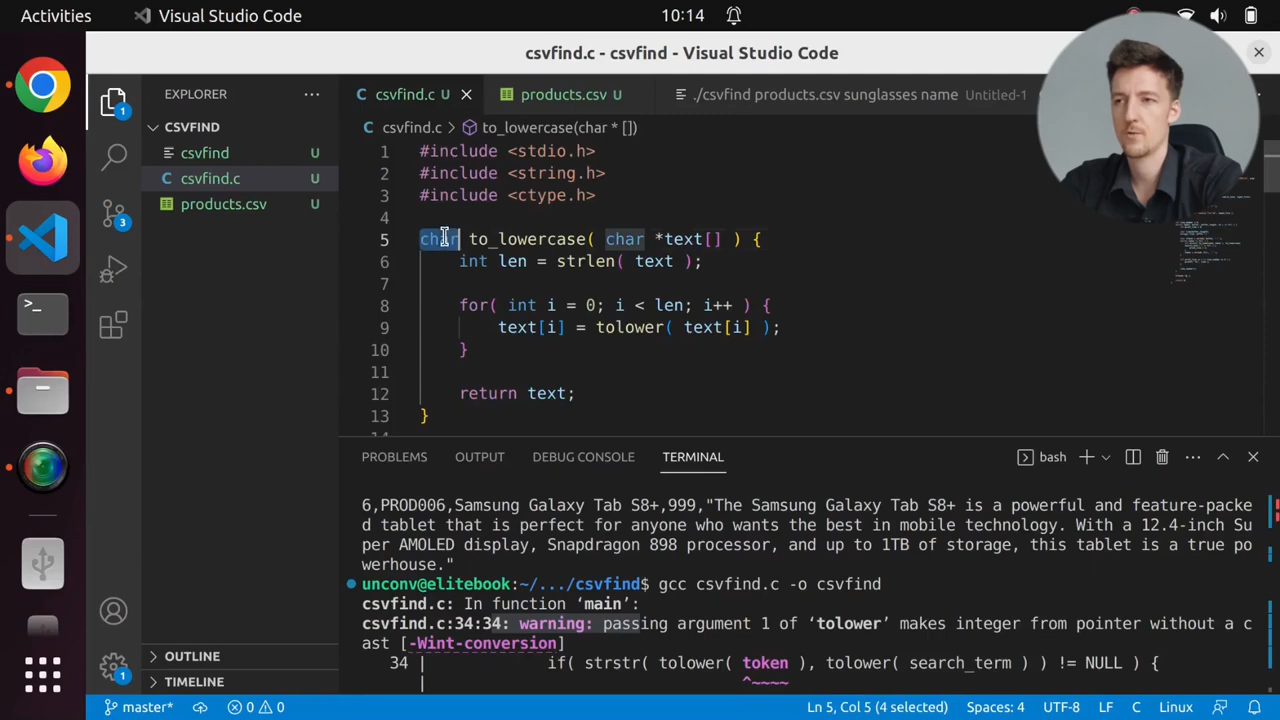 Activities
Visual Studio Code
10:14
csvfind.c - csvfind - Visual Studio Code
EXPLORER
CSVFIND
csvfind U
csvfind.c U
products.csv U
OUTLINE
TIMELINE
csvfind.c U
products.csv U
./csvfind products.csv sunglasses name Untitled-1
csvfind.c > to_lowercase(char * [])
1 #include <stdio.h>
2 #include <string.h>
3 #include <ctype.h>
4
5 char to_lowercase( char *text[] ) {
6 int len = strlen( text );
7
8 for( int i = 0; i < len; i++ ) {
9 text[i] = tolower( text[i] );
10 }
11
12 return text;
13 }
PROBLEMS OUTPUT DEBUG CONSOLE TERMINAL
bash
6,PROD006,Samsung Galaxy Tab S8+,999,"The Samsung Galaxy Tab S8+ is a powerful and feature-packe
d tablet that is perfect for anyone who wants the best in mobile technology. With a 12.4-inch Su
per AMOLED display, Snapdragon 898 processor, and up to 1TB of storage, this tablet is a true po
werhouse."
unconv@elitebook:~/.../csvfind$ gcc csvfind.c -o csvfind
csvfind.c: In function ‘main’:
csvfind.c:34:34: warning: passing argument 1 of ‘tolower’ makes integer from pointer without a c
ast [-Wint-conversion]
34 | if( strstr( tolower( token ), tolower( search_term ) ) != NULL ) {
| ^~~~~
1
3
1
master*
0 0
Ln 5, Col 5 (4 selected)
Spaces: 4
UTF-8
LF
C
Linux